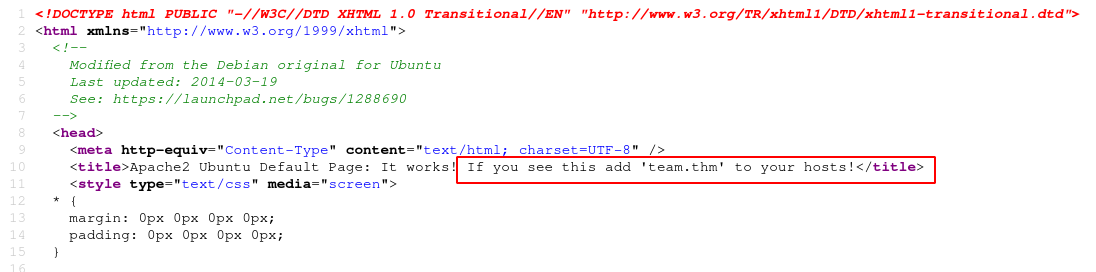 1 <!DOCTYPE html PUBLIC "-//W3C//DTD XHTML 1.0 Transitional//EN" "http://www.w3.org/TR/xhtml1/DTD/xhtml1-transitional.dtd">
2 <html xmlns="http://www.w3.org/1999/xhtml">
3 <!--
4 Modified from the Debian original for Ubuntu
5 Last updated: 2014-03-19
6 See: https://launchpad.net/bugs/1288690
7 -->
8 <head>
9 <meta http-equiv="Content-Type" content="text/html; charset=UTF-8" />
10 <title>Apache2 Ubuntu Default Page: It works! If you see this add 'team.thm' to your hosts!</title>
11 <style type="text/css" media="screen">
12 * {
13 margin: 0px 0px 0px 0px;
14 padding: 0px 0px 0px 0px;
15 }
16